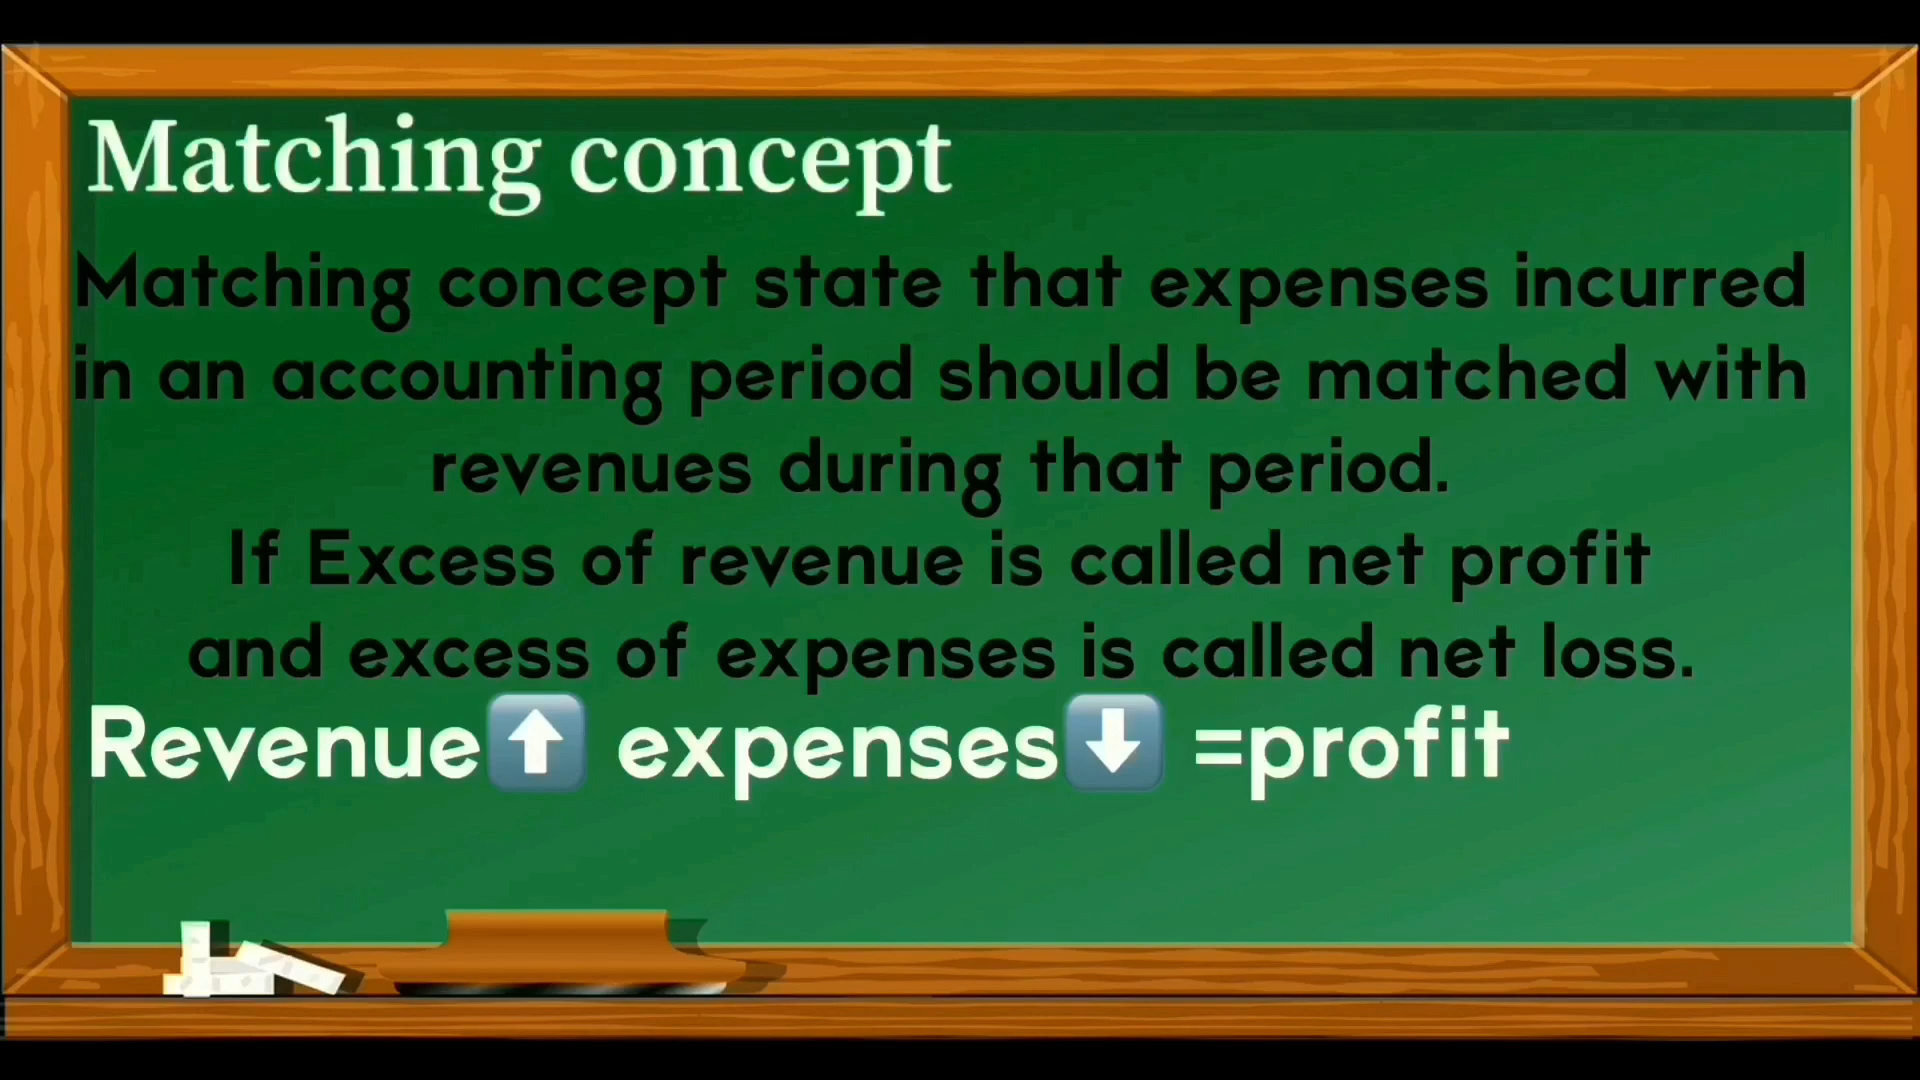 Matching concept
Matching concept state that expenses incurred
in an accounting period should be matched with
revenues during that period.
If Excess of revenue is called net profit
and excess of expenses is called net loss.
Revenue⬆️ expenses⬇️ =profit